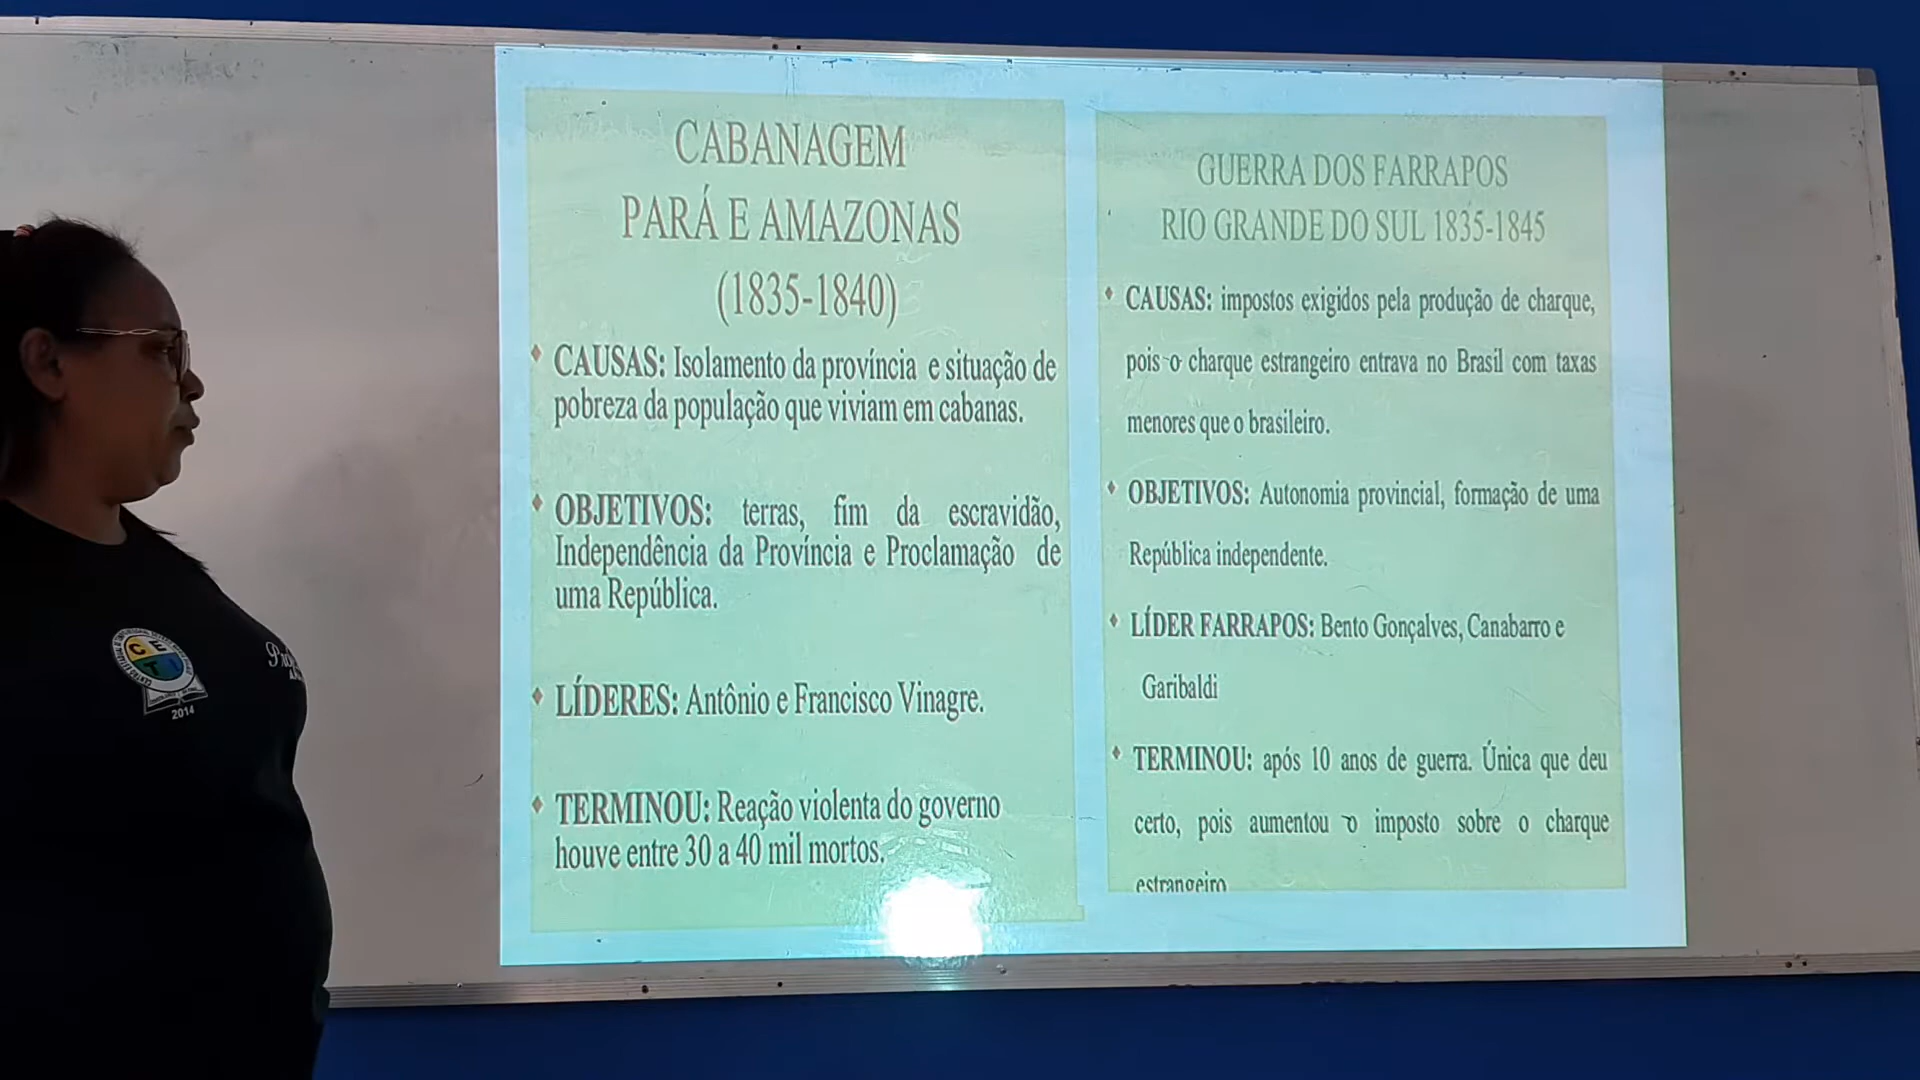 CABANAGEM
PARÁ E AMAZONAS
(1835-1840)
CAUSAS: Isolamento da província e situação de
pobreza da população que viviam em cabanas.
OBJETIVOS: terras, fim da escravidão,
Independência da Província e Proclamação de
uma República.
LÍDERES: Antônio e Francisco Vinagre.
TERMINOU: Reação violenta do governo
houve entre 30 a 40 mil mortos.
GUERRA DOS FARRAPOS
RIO GRANDE DO SUL 1835-1845
CAUSAS: impostos exigidos pela produção de charque,
pois o charque estrangeiro entrava no Brasil com taxas
menores que o brasileiro.
OBJETIVOS: Autonomia provincial, formação de uma
República independente.
LÍDER FARRAPOS: Bento Gonçalves, Canabarro e
Garibaldi
TERMINOU: após 10 anos de guerra. Única que deu
certo, pois aumentou o imposto sobre o charque
estrangeiro
CETI
2014